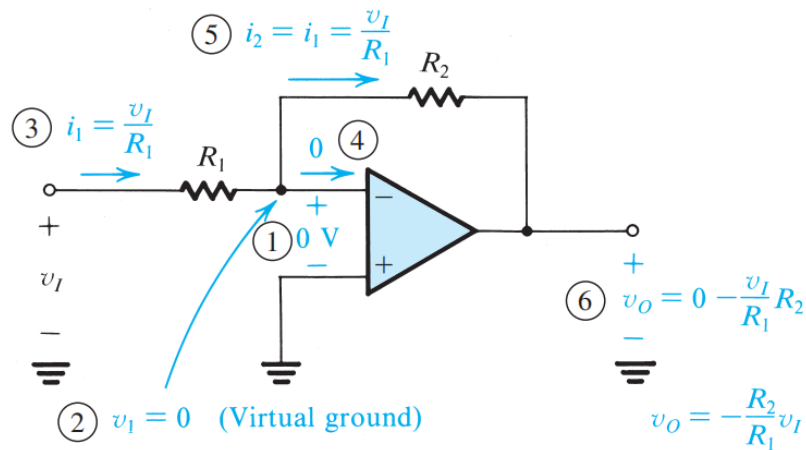 ⑤ i₂ = i₁ = v_I/R₁
R₂
③ i₁ = v_I/R₁
R₁
0 ④
+
−
+
① 0 V
v_I
−
+
−
+
⑥ v_O = 0 − v_I/R₁ R₂
−
② v₁ = 0 (Virtual ground)
v_O = −R₂/R₁ v_I